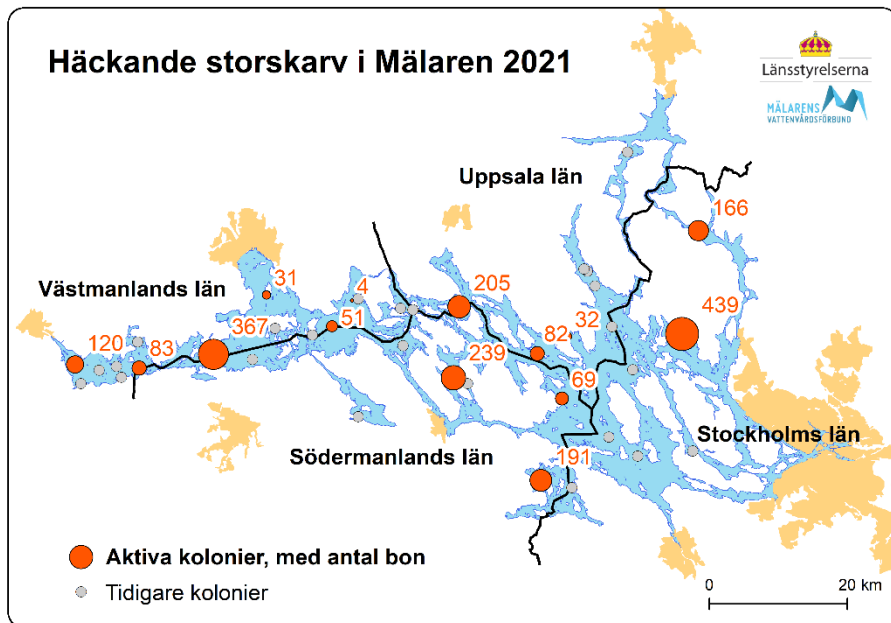 Häckande storskarv i Mälaren 2021
Länsstyrelserna
MÄLARENS
VATTENVÅRDSFÖRBUND
Uppsala län
166
Västmanlands län
31
4
205
439
367
51
82
32
120
83
239
69
Stockholms län
Södermanlands län
191
Aktiva kolonier, med antal bon
Tidigare kolonier
0
20 km